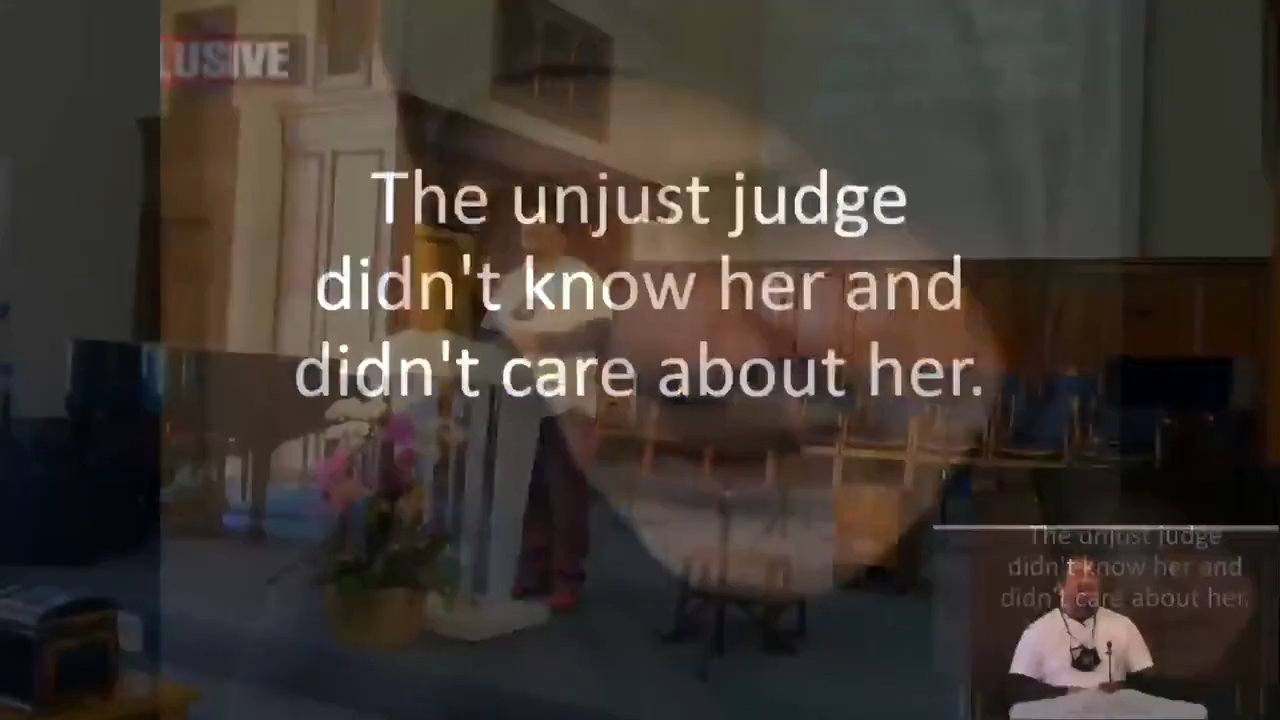 LUSIVE
The unjust judge
didn't know her and
didn't care about her.
The unjust judge
didn't know her and
didn't care about her.